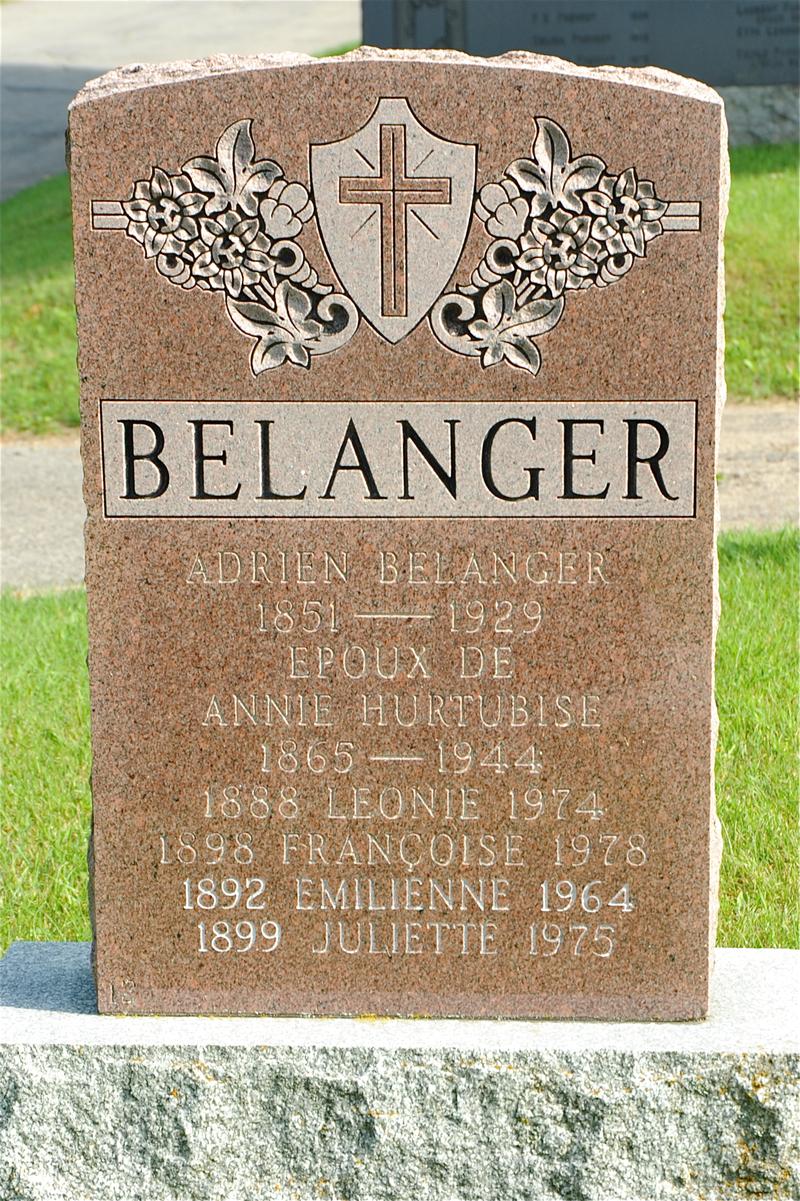 BELANGER
ADRIEN BELANGER
1851 — 1929
EPOUX DE
ANNIE HURTUBISE
1865 — 1944
1888 LEONIE 1974
1898 FRANÇOISE 1978
1892 EMILIENNE 1964
1899 JULIETTE 1975